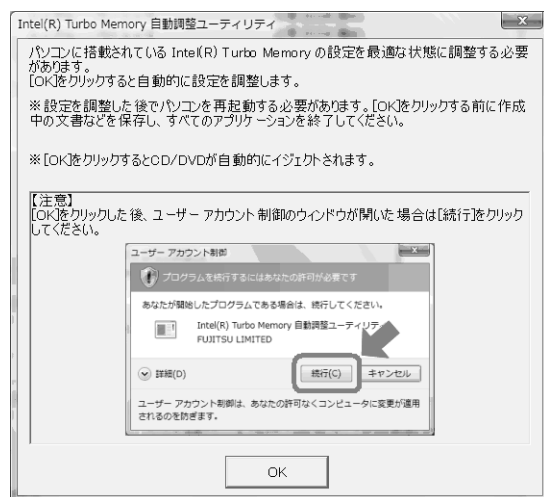 Intel(R) Turbo Memory 自動調整ユーティリティ
パソコンに搭載されている Intel(R) Turbo Memory の設定を最適な状態に調整する必要
があります。
[OK]をクリックすると自動的に設定を調整します。
※設定を調整した後でパソコンを再起動する必要があります。[OK]をクリックする前に作成
中の文書などを保存し、すべてのアプリケーションを終了してください。
※[OK]をクリックするとCD/DVDが自動的にイジェクトされます。
【注意】
[OK]をクリックした後、ユーザー アカウント制御のウィンドウが開いた場合は[続行]をクリック
してください。
ユーザー アカウント制御
プログラムを続行するにはあなたの許可が必要です
あなたが開始したプログラムである場合は、続行してください。
Intel(R) Turbo Memory 自動調整ユーティリテ
FUJITSU LIMITED
詳細(D)
続行(C)
キャンセル
ユーザー アカウント制御は、あなたの許可なくコンピュータに変更が適用
されるのを防ぎます。
OK